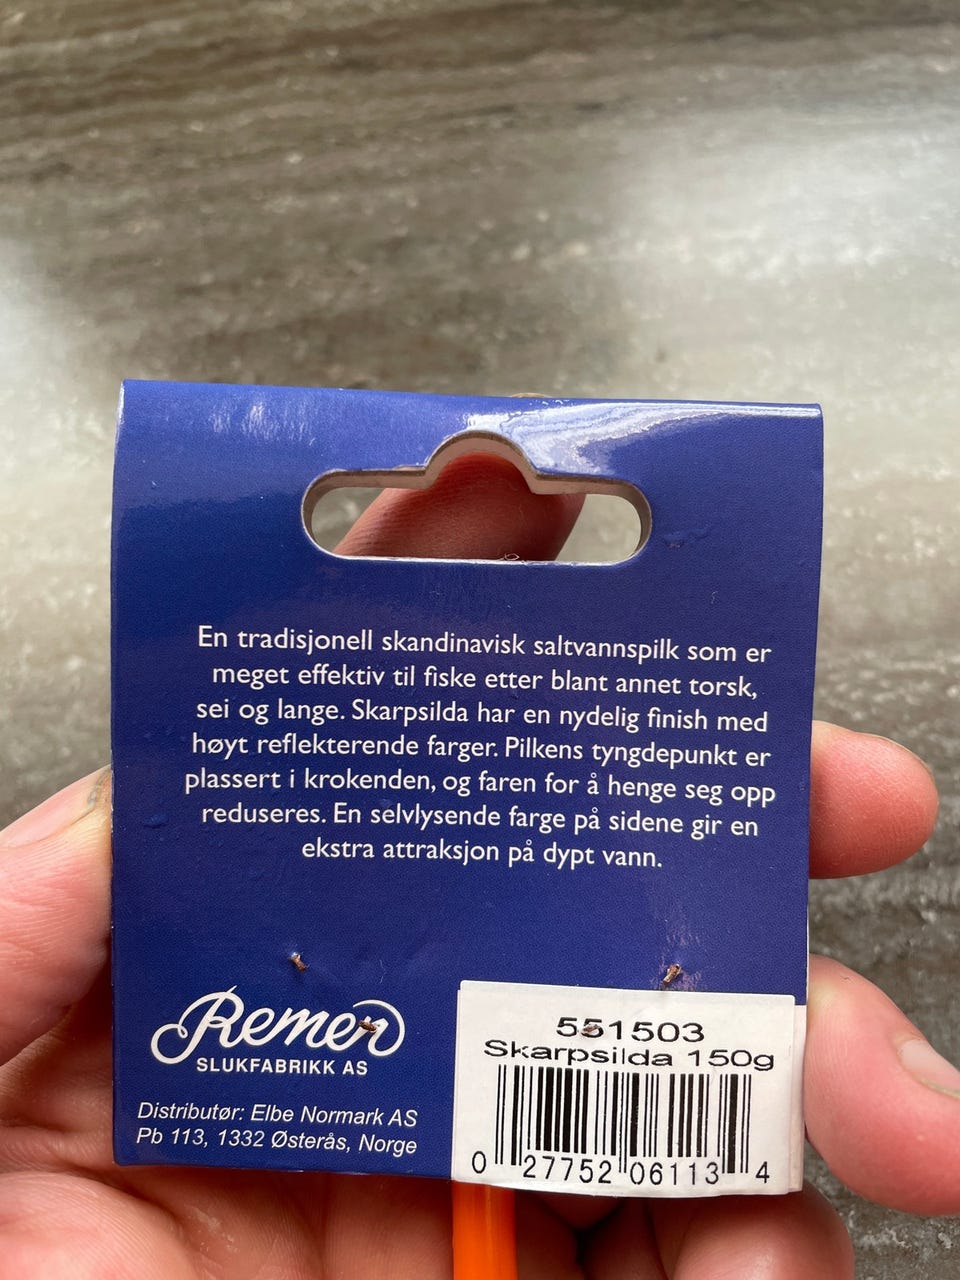 En tradisjonell skandinavisk saltvannspilk som er
meget effektiv til fiske etter blant annet torsk,
sei og lange. Skarpsilda har en nydelig finish med
høyt reflekterende farger. Pilkens tyngdepunkt er
plassert i krokenden, og faren for å henge seg opp
reduseres. En selvlysende farge på sidene gir en
ekstra attraksjon på dypt vann.
Remen
SLUKFABRIKK AS
Distributør: Elbe Normark AS
Pb 113, 1332 Østerås, Norge
551503
Skarpsilda 150g
0 27752 06113 4